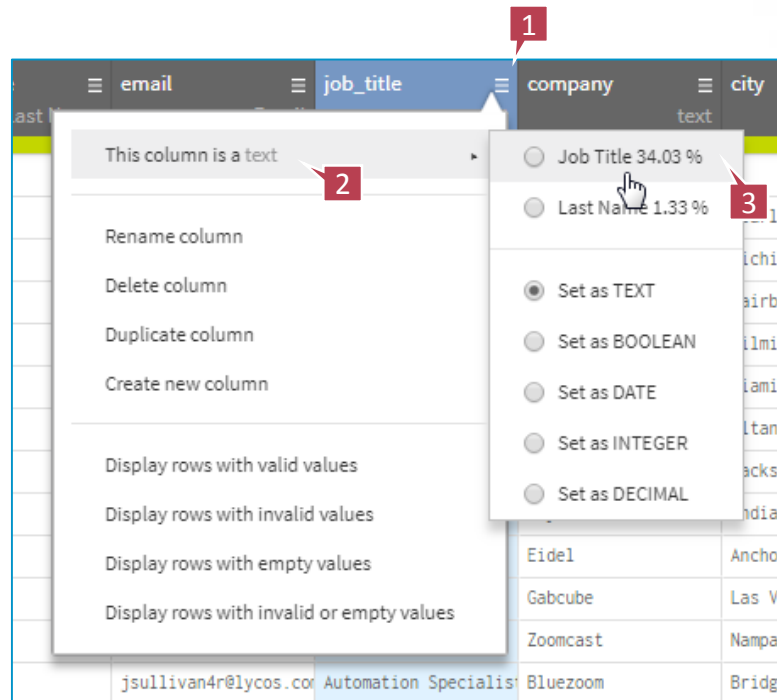 1
email
job_title
company
city
text
This column is a text
2
Job Title 34.03 %
3
Last Name 1.33 %
Rename column
Delete column
Set as TEXT
Duplicate column
Set as BOOLEAN
Create new column
Set as DATE
Set as INTEGER
Display rows with valid values
Set as DECIMAL
Display rows with invalid values
Display rows with empty values
Eidel
Display rows with invalid or empty values
Gabcube
Las V
Zoomcast
jsullivan4r@lycos.com Automation Specialist Bluezoom